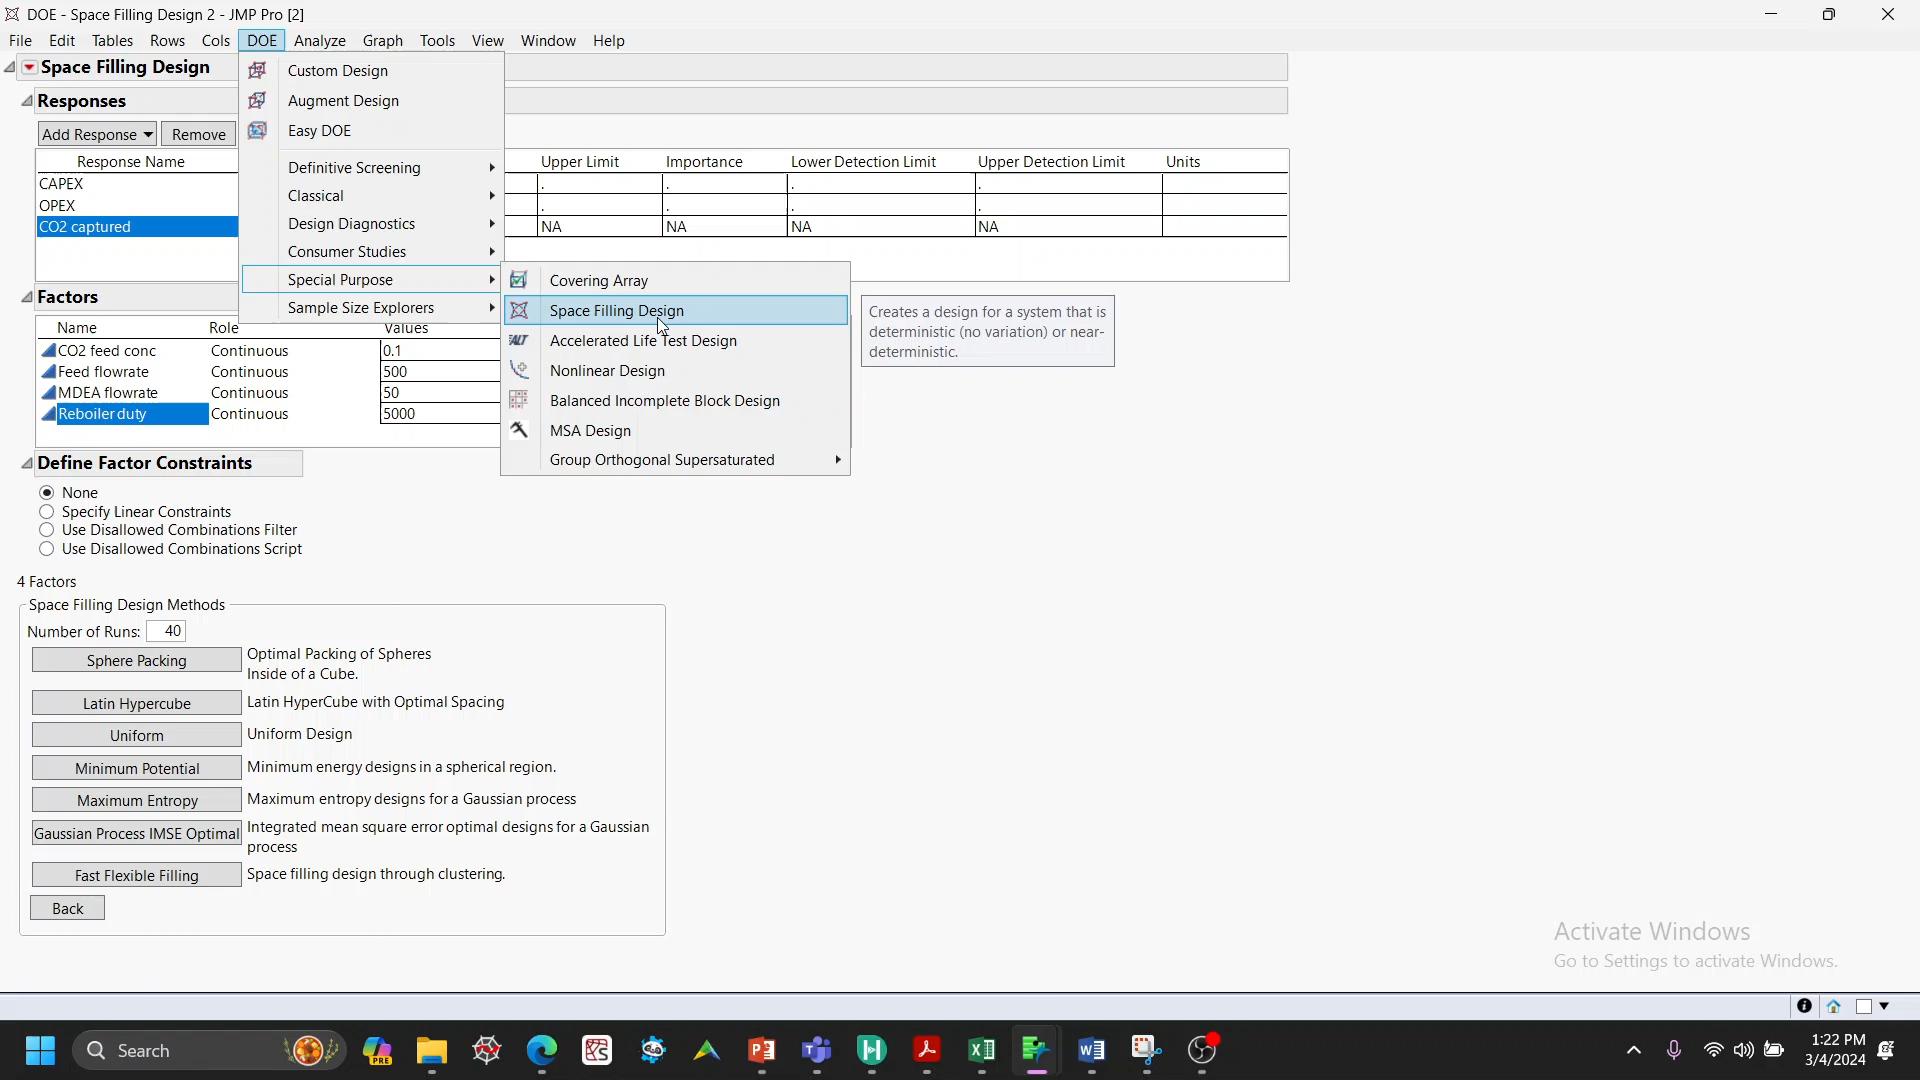 DOE - Space Filling Design 2 - JMP Pro [2]
File Edit Tables Rows Cols DOE Analyze Graph Tools View Window Help
Space Filling Design
Custom Design
Responses
Augment Design
Add Response Remove
Easy DOE
Response Name Upper Limit Importance Lower Detection Limit Upper Detection Limit Units
Definitive Screening
CAPEX . . . .
Classical
OPEX . . . .
Design Diagnostics
CO2 captured NA NA NA NA
Consumer Studies
Special Purpose
Covering Array
Factors
Sample Size Explorers
Space Filling Design
Creates a design for a system that is
deterministic (no variation) or near-
deterministic.
Name Role Values
Accelerated Life Test Design
CO2 feed conc Continuous 0.1
Feed flowrate Continuous 500
Nonlinear Design
MDEA flowrate Continuous 50
Balanced Incomplete Block Design
Reboiler duty Continuous 5000
MSA Design
Group Orthogonal Supersaturated
Define Factor Constraints
None
Specify Linear Constraints
Use Disallowed Combinations Filter
Use Disallowed Combinations Script
4 Factors
Space Filling Design Methods
Number of Runs: 40
Sphere Packing Optimal Packing of Spheres
Inside of a Cube.
Latin Hypercube Latin HyperCube with Optimal Spacing
Uniform Uniform Design
Minimum Potential Minimum energy designs in a spherical region.
Maximum Entropy Maximum entropy designs for a Gaussian process
Gaussian Process IMSE Optimal Integrated mean square error optimal designs for a Gaussian
process
Fast Flexible Filling Space filling design through clustering.
Back
Activate Windows
Go to Settings to activate Windows.
Search
PRE
1:22 PM
3/4/2024